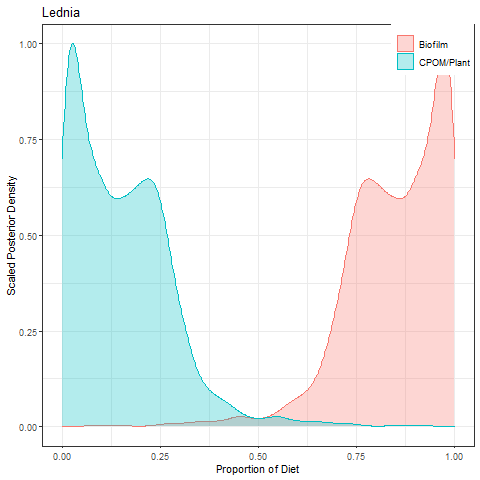 Lednia
Biofilm
CPOM/Plant
1.00
0.75
0.50
0.25
0.00
Scaled Posterior Density
0.00 0.25 0.50 0.75 1.00
Proportion of Diet